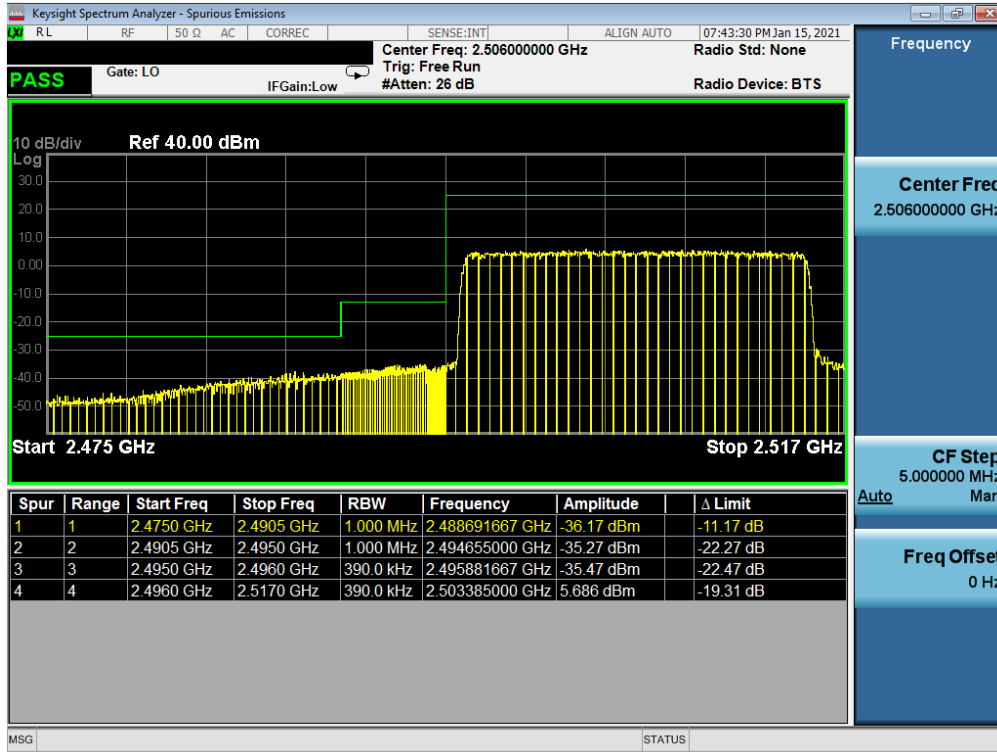 Keysight Spectrum Analyzer - Spurious Emissions
LXI RL RF 50 Ω AC CORREC SENSE:INT ALIGN AUTO 07:43:30 PM Jan 15, 2021
Center Freq: 2.506000000 GHz Radio Std: None
Trig: Free Run
PASS Gate: LO IFGain:Low #Atten: 26 dB Radio Device: BTS
10 dB/div Ref 40.00 dBm
Log
30.0
20.0
10.0
0.00
-10.0
-20.0
-30.0
-40.0
-50.0
Start 2.475 GHz Stop 2.517 GHz
Spur Range Start Freq Stop Freq RBW Frequency Amplitude Δ Limit
1 1 2.4750 GHz 2.4905 GHz 1.000 MHz 2.488691667 GHz -36.17 dBm -11.17 dB
2 2 2.4905 GHz 2.4950 GHz 1.000 MHz 2.494655000 GHz -35.27 dBm -22.27 dB
3 3 2.4950 GHz 2.4960 GHz 390.0 kHz 2.495881667 GHz -35.47 dBm -22.47 dB
4 4 2.4960 GHz 2.5170 GHz 390.0 kHz 2.503385000 GHz 5.686 dBm -19.31 dB
MSG STATUS
Frequency
Center Freq
2.506000000 GHz
CF Step
5.000000 MHz
Auto Man
Freq Offset
0 Hz